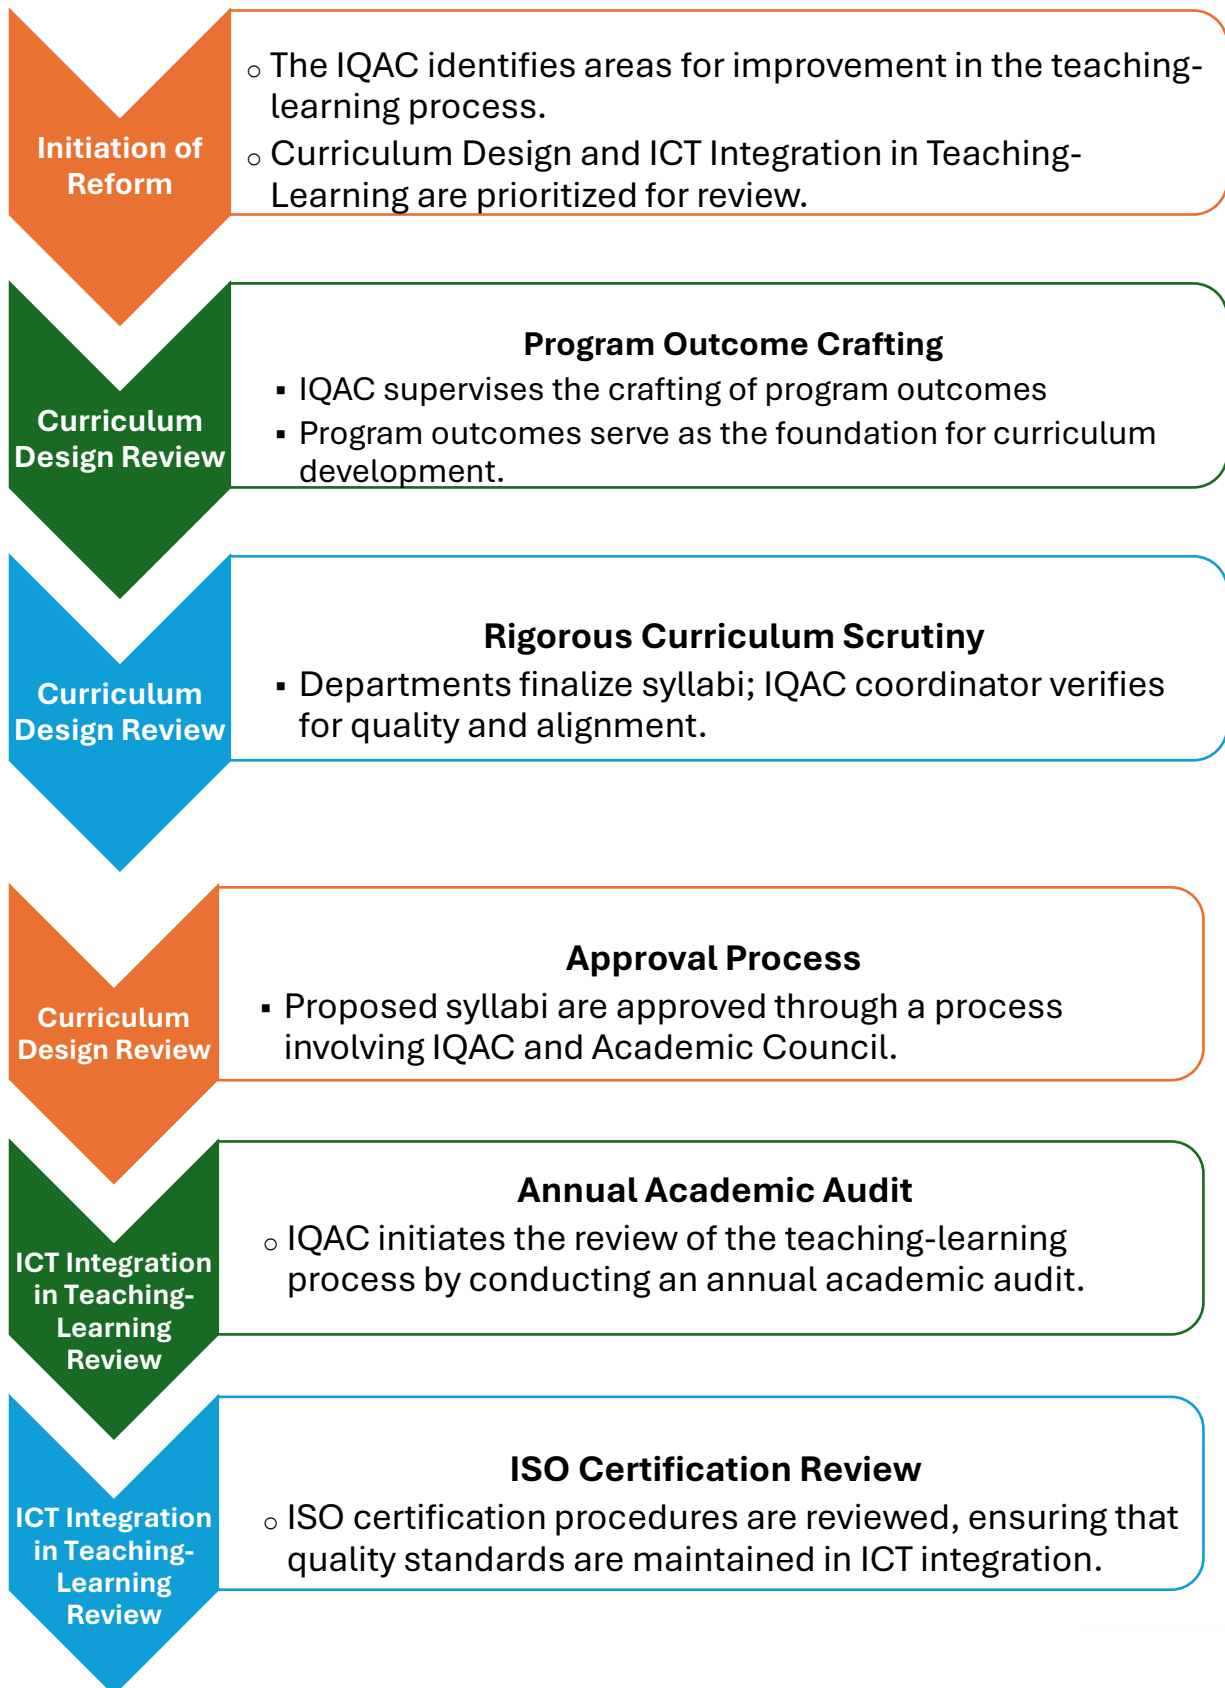 Initiation of
Reform
○ The IQAC identifies areas for improvement in the teaching-
learning process.
○ Curriculum Design and ICT Integration in Teaching-
Learning are prioritized for review.
Curriculum
Design Review
Program Outcome Crafting
▪ IQAC supervises the crafting of program outcomes
▪ Program outcomes serve as the foundation for curriculum
development.
Curriculum
Design Review
Rigorous Curriculum Scrutiny
▪ Departments finalize syllabi; IQAC coordinator verifies
for quality and alignment.
Curriculum
Design Review
Approval Process
▪ Proposed syllabi are approved through a process
involving IQAC and Academic Council.
ICT Integration
in Teaching-
Learning
Review
Annual Academic Audit
○ IQAC initiates the review of the teaching-learning
process by conducting an annual academic audit.
ICT Integration
in Teaching-
Learning
Review
ISO Certification Review
○ ISO certification procedures are reviewed, ensuring that
quality standards are maintained in ICT integration.